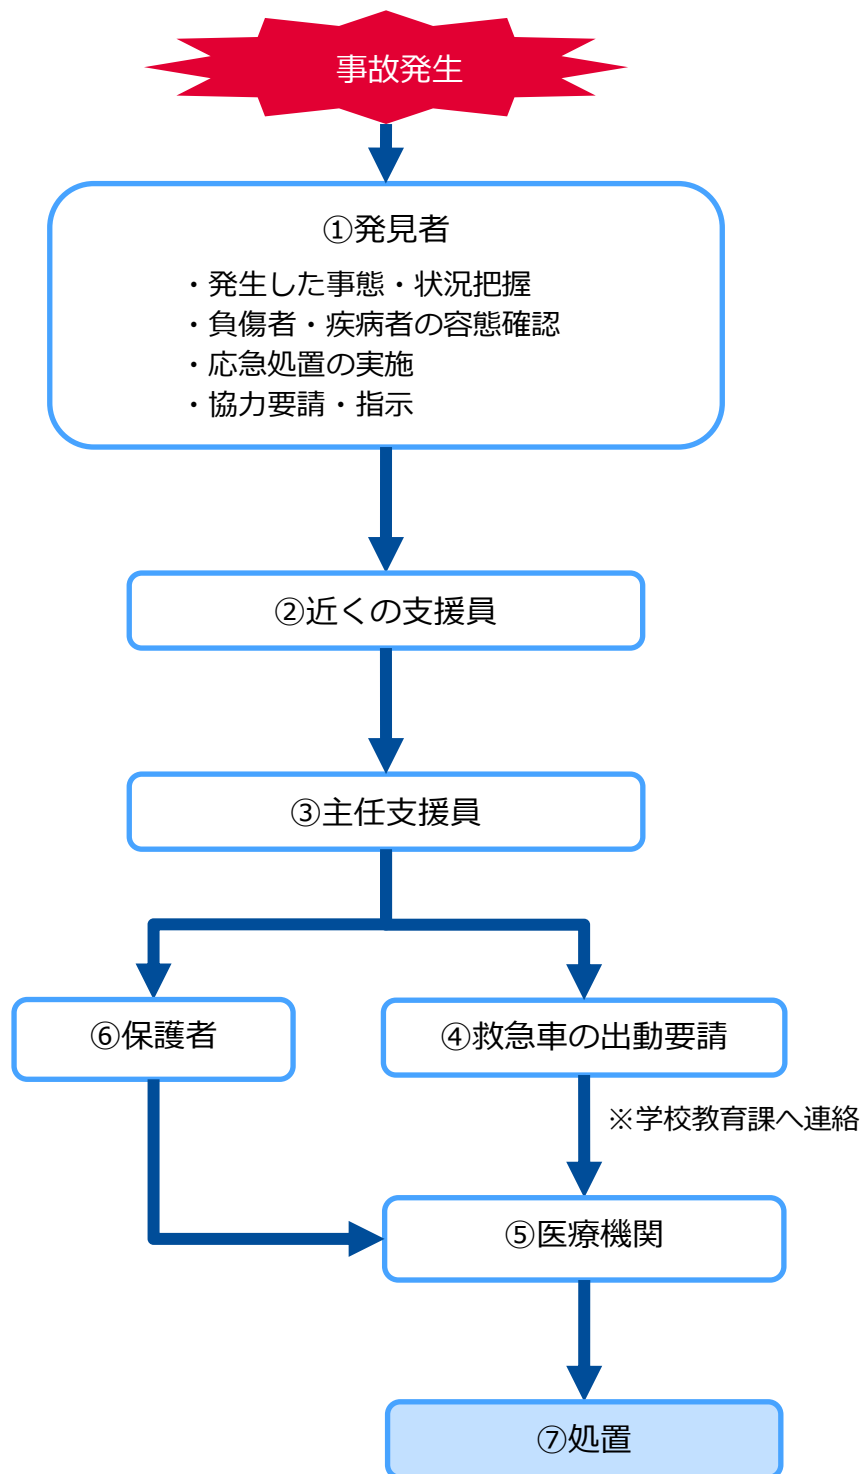 事故発生
①発見者
・発生した事態・状況把握
・負傷者・疾病者の容態確認
・応急処置の実施
・協力要請・指示
②近くの支援員
③主任支援員
⑥保護者
④救急車の出動要請
※学校教育課へ連絡
⑤医療機関
⑦処置